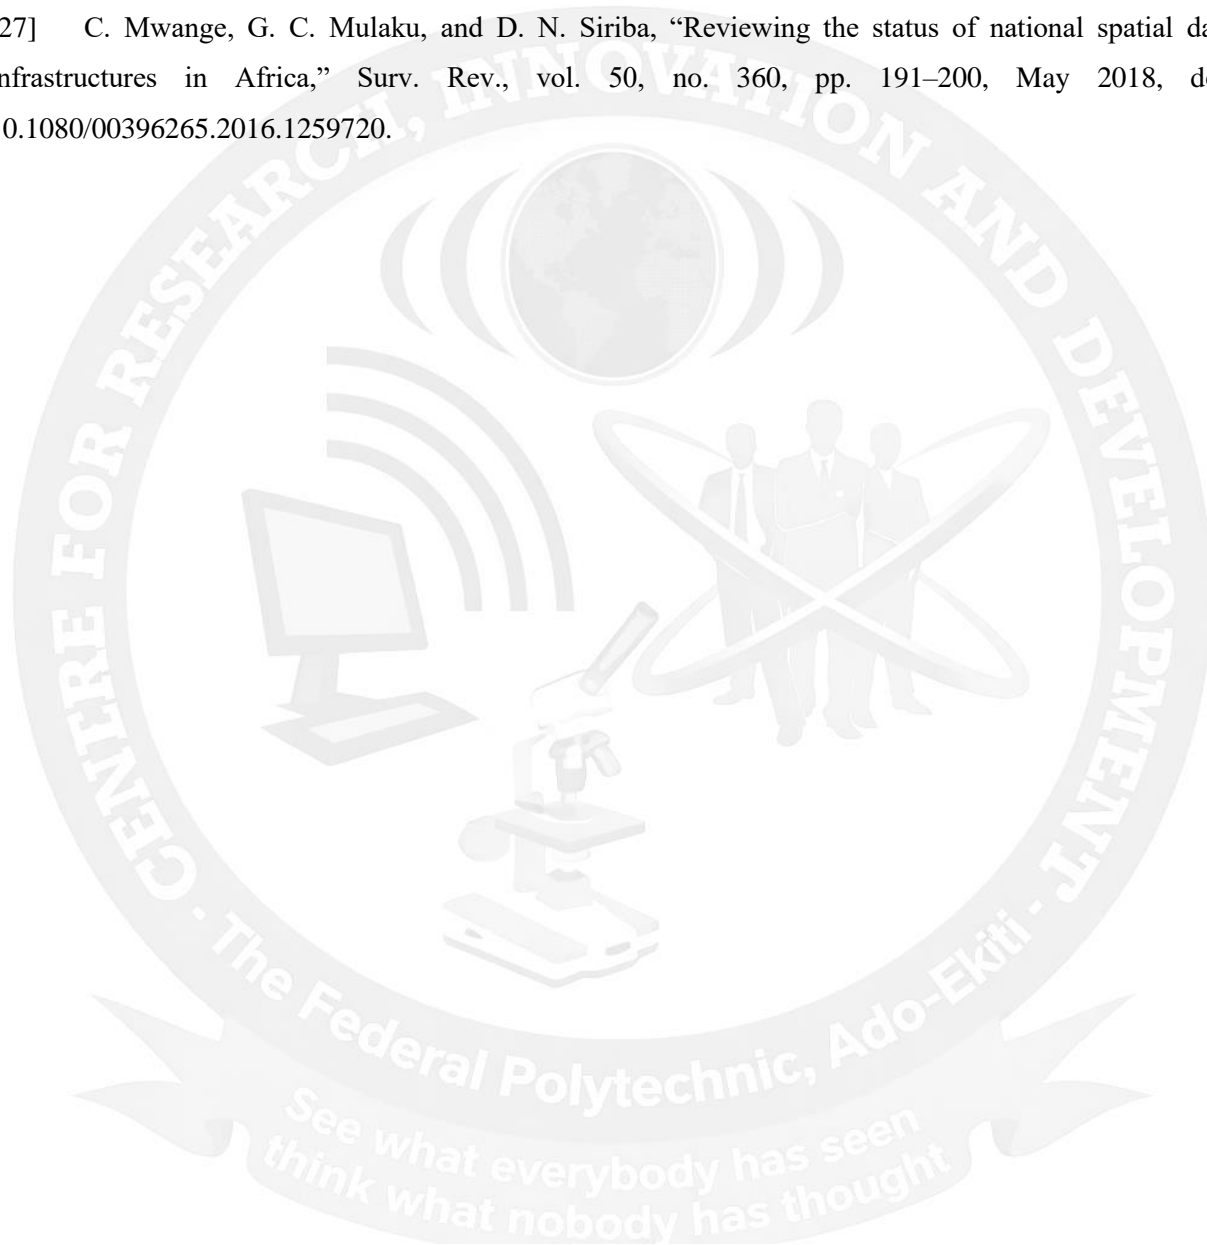 27] C. Mwange, G. C. Mulaku, and D. N. Siriba, “Reviewing the status of national spatial da
nfrastructures in Africa,” Surv. Rev., vol. 50, no. 360, pp. 191–200, May 2018, d
0.1080/00396265.2016.1259720.
CENTRE FOR RESEARCH, INNOVATION AND DEVELOPMENT
· The Federal Polytechnic, Ado-Ekiti ·
See what everybody has seen
think what nobody has thought